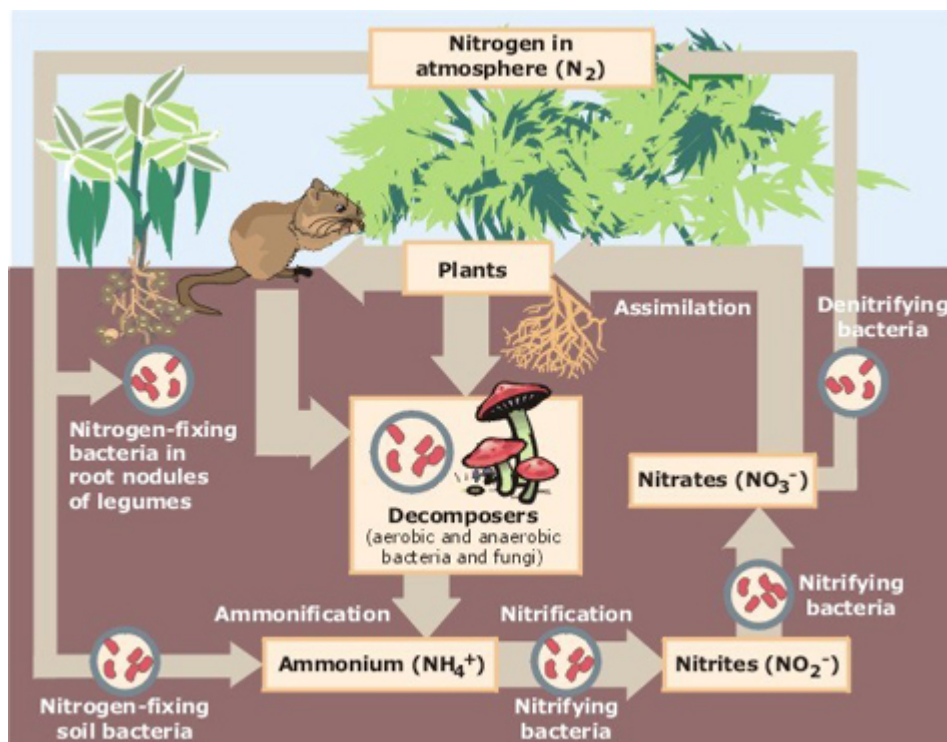 Nitrogen in
atmosphere (N₂)
Plants
Assimilation
Denitrifying
bacteria
Nitrogen-fixing
bacteria in
root nodules
of legumes
Decomposers
(aerobic and anaerobic
bacteria and fungi)
Nitrates (NO₃⁻)
Nitrifying
bacteria
Ammonification
Nitrification
Ammonium (NH₄⁺)
Nitrites (NO₂⁻)
Nitrogen-fixing
soil bacteria
Nitrifying
bacteria